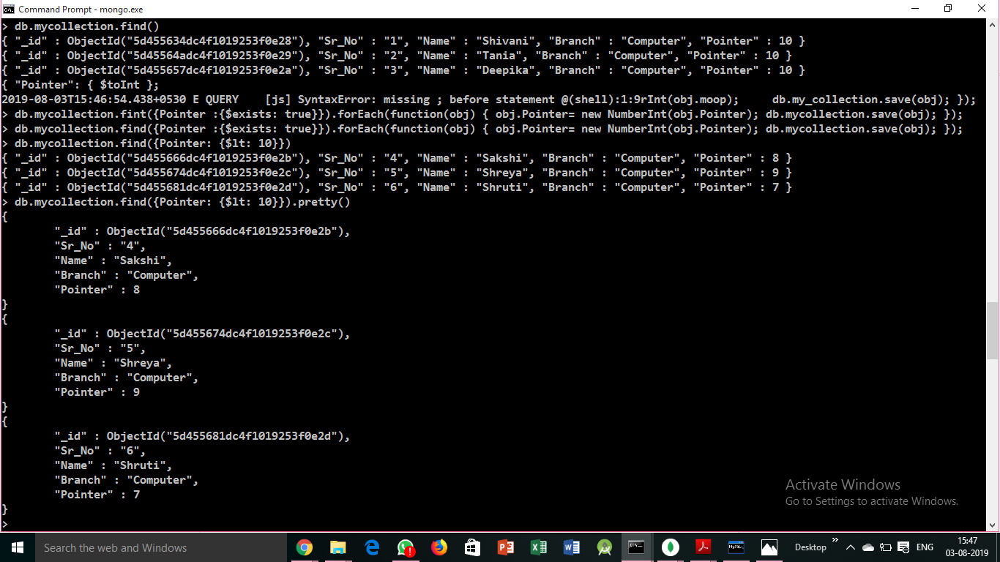 Command Prompt - mongo.exe
> db.mycollection.find()
{ "_id" : ObjectId("5d455634dc4f1019253f0e28"), "Sr_No" : "1", "Name" : "Shivani", "Branch" : "Computer", "Pointer" : 10 }
{ "_id" : ObjectId("5d45564adc4f1019253f0e29"), "Sr_No" : "2", "Name" : "Tania", "Branch" : "Computer", "Pointer" : 10 }
{ "_id" : ObjectId("5d455657dc4f1019253f0e2a"), "Sr_No" : "3", "Name" : "Deepika", "Branch" : "Computer", "Pointer" : 10 }
{ "Pointer": { $toInt };
2019-08-03T15:46:54.438+0530 E QUERY    [js] SyntaxError: missing ; before statement @(shell):1:9rInt(obj.moop);     db.my_collection.save(obj); });
> db.mycollection.fint({Pointer :{$exists: true}}).forEach(function(obj) { obj.Pointer= new NumberInt(obj.Pointer); db.mycollection.save(obj); });
> db.mycollection.find({Pointer :{$exists: true}}).forEach(function(obj) { obj.Pointer= new NumberInt(obj.Pointer); db.mycollection.save(obj); });
> db.mycollection.find({Pointer: {$lt: 10}})
{ "_id" : ObjectId("5d455666dc4f1019253f0e2b"), "Sr_No" : "4", "Name" : "Sakshi", "Branch" : "Computer", "Pointer" : 8 }
{ "_id" : ObjectId("5d455674dc4f1019253f0e2c"), "Sr_No" : "5", "Name" : "Shreya", "Branch" : "Computer", "Pointer" : 9 }
{ "_id" : ObjectId("5d455681dc4f1019253f0e2d"), "Sr_No" : "6", "Name" : "Shruti", "Branch" : "Computer", "Pointer" : 7 }
> db.mycollection.find({Pointer: {$lt: 10}}).pretty()
{
        "_id" : ObjectId("5d455666dc4f1019253f0e2b"),
        "Sr_No" : "4",
        "Name" : "Sakshi",
        "Branch" : "Computer",
        "Pointer" : 8
}
{
        "_id" : ObjectId("5d455674dc4f1019253f0e2c"),
        "Sr_No" : "5",
        "Name" : "Shreya",
        "Branch" : "Computer",
        "Pointer" : 9
}
{
        "_id" : ObjectId("5d455681dc4f1019253f0e2d"),
        "Sr_No" : "6",
        "Name" : "Shruti",
        "Branch" : "Computer",
        "Pointer" : 7
}
>
Activate Windows
Go to Settings to activate Windows.
Search the web and Windows
MySQL
Desktop
ENG
15:47
03-08-2019